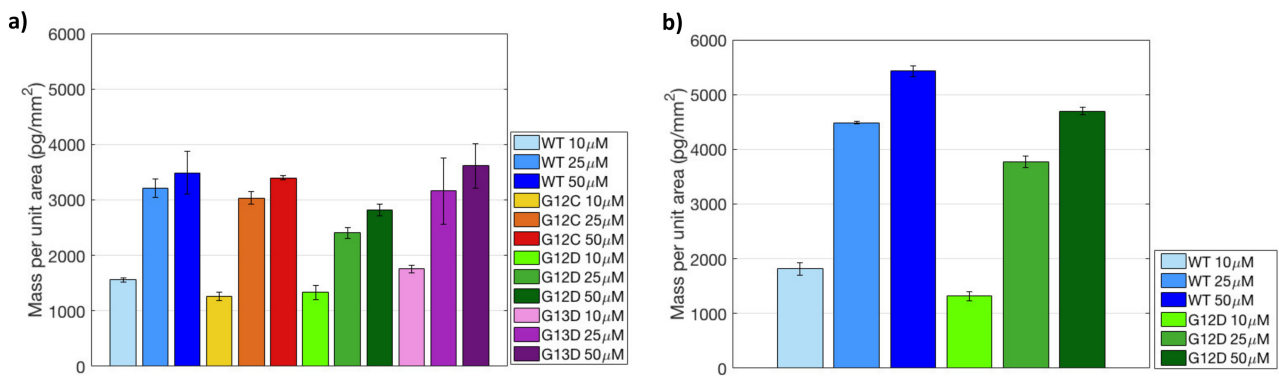 a)
6000
5000
4000
3000
2000
1000
0
Mass per unit area (pg/mm²)
WT 10μM
WT 25μM
WT 50μM
G12C 10μM
G12C 25μM
G12C 50μM
G12D 10μM
G12D 25μM
G12D 50μM
G13D 10μM
G13D 25μM
G13D 50μM
b)
6000
5000
4000
3000
2000
1000
0
Mass per unit area (pg/mm²)
WT 10μM
WT 25μM
WT 50μM
G12D 10μM
G12D 25μM
G12D 50μM